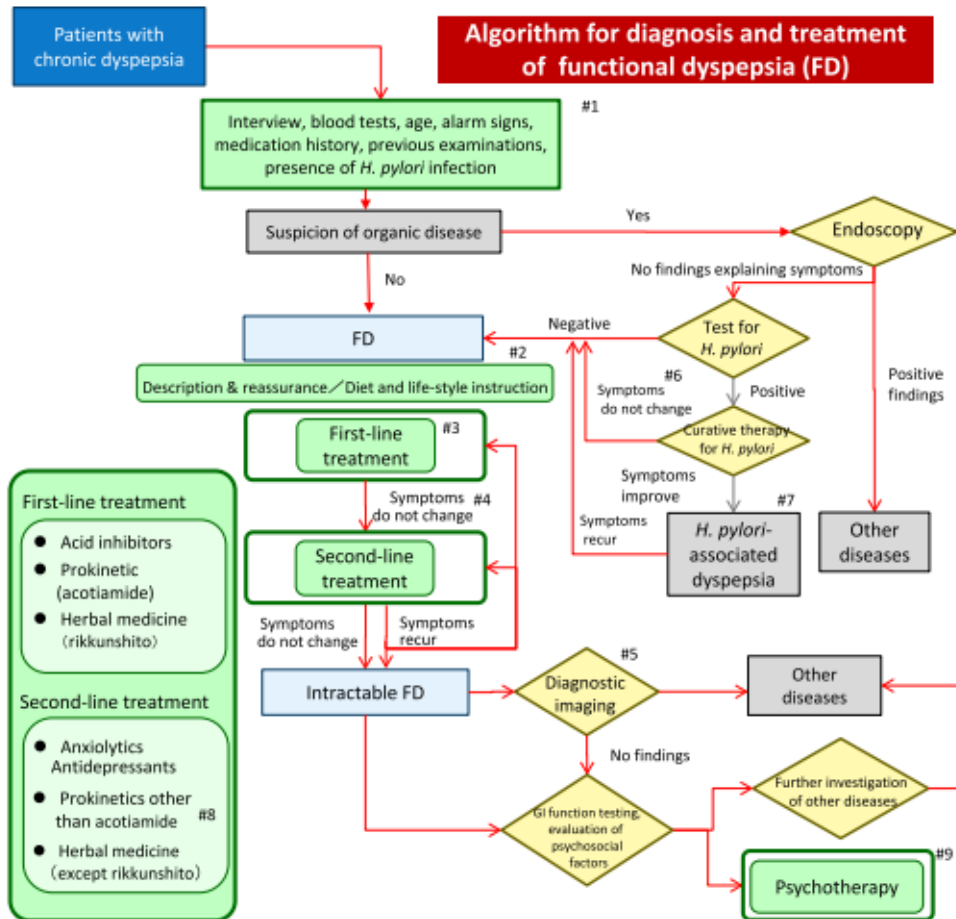 Patients with
chronic dyspepsia
Algorithm for diagnosis and treatment
of functional dyspepsia (FD)
#1
Interview, blood tests, age, alarm signs,
medication history, previous examinations,
presence of H. pylori infection
Suspicion of organic disease
Yes
Endoscopy
No
No findings explaining symptoms
FD
Negative
Test for
H. pylori
#2
Description & reassurance／Diet and life-style instruction
#6
Symptoms
do not change
Positive
Positive
findings
First-line
treatment
#3
Curative therapy
for H. pylori
Symptoms
do not change
#4
Symptoms
improve
#7
Symptoms
recur
H. pylori-
associated
dyspepsia
Other
diseases
Second-line
treatment
Symptoms
do not change
Symptoms
recur
Intractable FD
#5
Diagnostic
imaging
Other
diseases
No findings
GI function testing,
evaluation of
psychosocial
factors
Further investigation
of other diseases
#9
Psychotherapy
First-line treatment
● Acid inhibitors
● Prokinetic
(acotiamide)
● Herbal medicine
(rikkunshito)
Second-line treatment
● Anxiolytics
Antidepressants
● Prokinetics other
than acotiamide
#8
● Herbal medicine
(except rikkunshito)